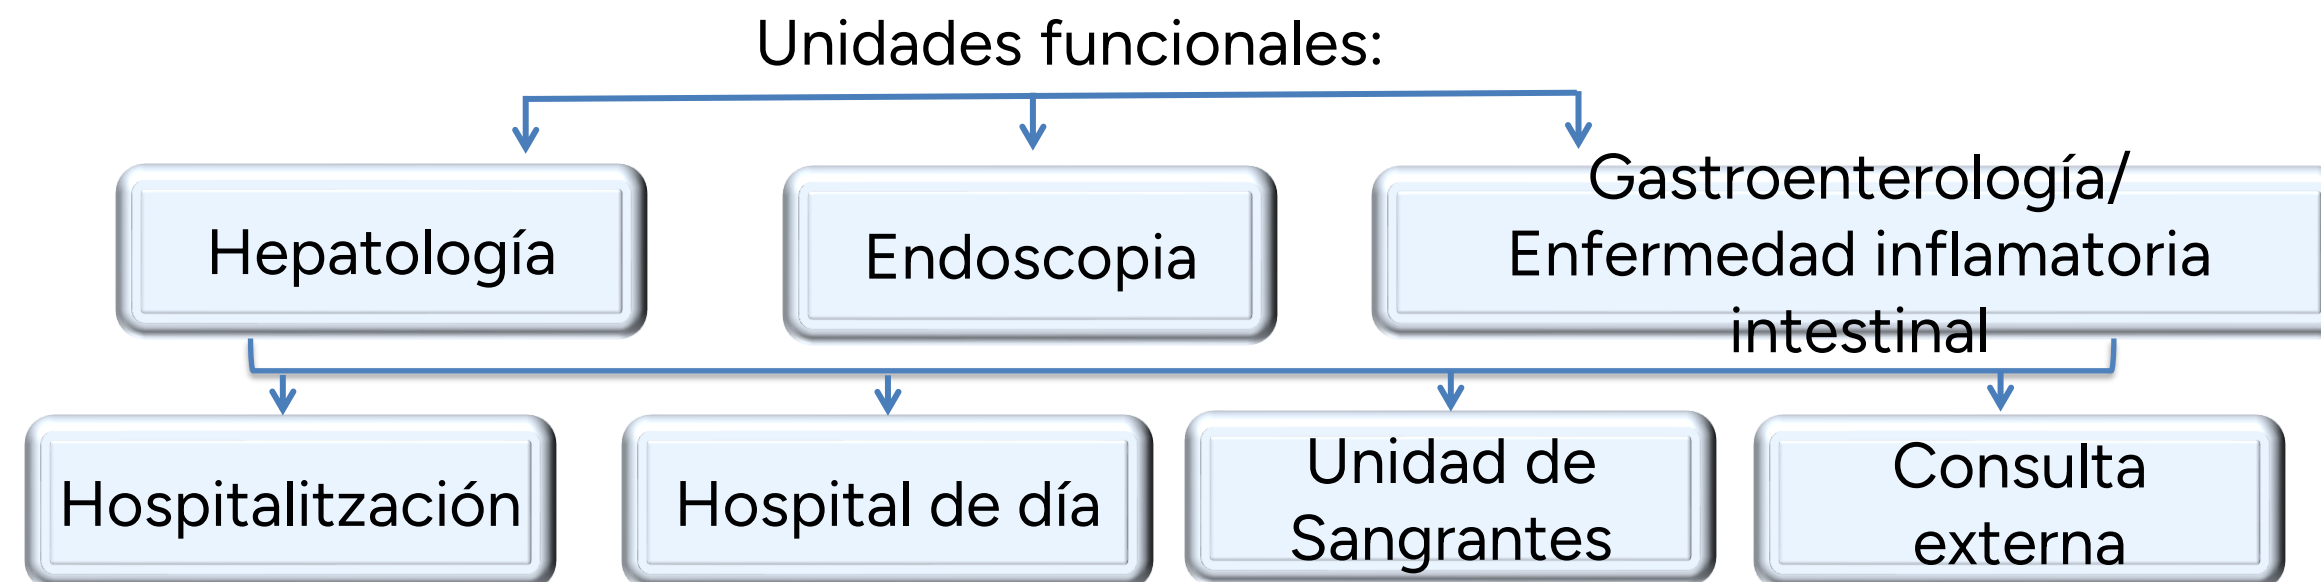 Unidades funcionales:
Hepatología
Endoscopia
Gastroenterología/
Enfermedad inflamatoria
intestinal
Hospitalitzación
Hospital de día
Unidad de
Sangrantes
Consulta
externa